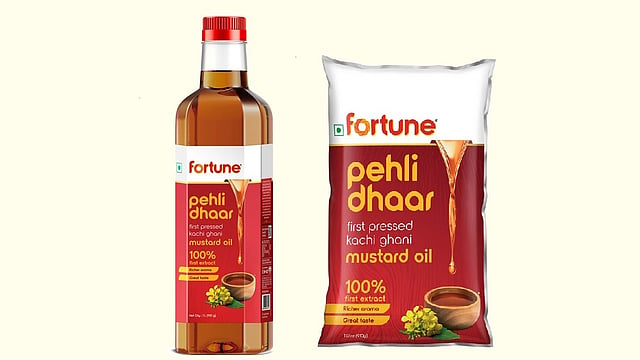 fortune
pehli
dhaar
first pressed
kachi ghani
mustard oil
100%
first extract
Richer aroma
Great taste
fortune
pehli
dhaar
first pressed
kachi ghani
mustard oil
100%
first extract
Richer aroma
Great taste